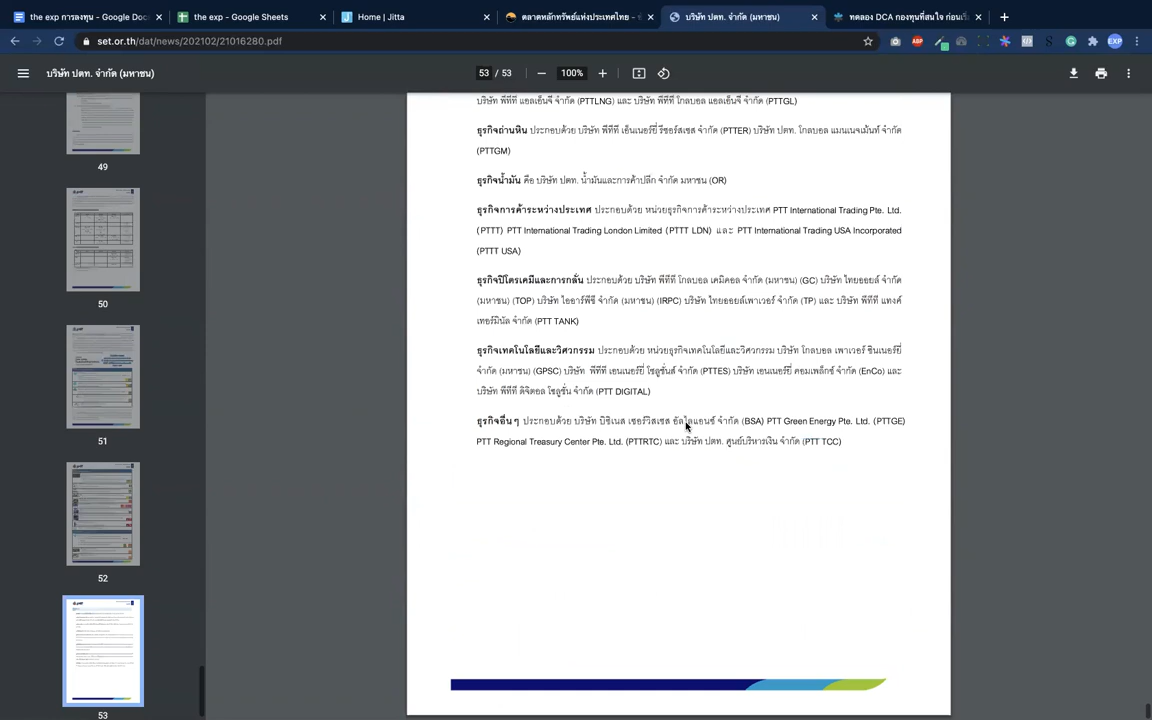 the exp การลงทุน - Google Doc
the exp - Google Sheets
Home | Jitta
ตลาดหลักทรัพย์แห่งประเทศไทย -
บริษัท ปตท. จำกัด (มหาชน)
ทดลอง DCA กองทุนที่สนใจ ก่อนเริ่
set.or.th/dat/news/202102/21016280.pdf
ABP
EXP
บริษัท ปตท. จำกัด (มหาชน)
53 / 53
100%
49
50
51
52
53
บริษัท พีทีที แอลเอ็นจี จำกัด (PTTLNG) และ บริษัท พีทีที โกลบอล แอลเอ็นจี จำกัด (PTTGL)
ธุรกิจถ่านหิน ประกอบด้วย บริษัท พีทีที เอ็นเนอร์ยี่ รีซอร์สเซส จำกัด (PTTER) บริษัท ปตท. โกลบอล แมนเนจเม้นท์ จำกัด
(PTTGM)
ธุรกิจน้ำมัน คือ บริษัท ปตท. น้ำมันและการค้าปลีก จำกัด มหาชน (OR)
ธุรกิจการค้าระหว่างประเทศ ประกอบด้วย หน่วยธุรกิจการค้าระหว่างประเทศ PTT International Trading Pte. Ltd.
(PTTT) PTT International Trading London Limited (PTTT LDN) และ PTT International Trading USA Incorporated
(PTTT USA)
ธุรกิจปิโตรเคมีและการกลั่น ประกอบด้วย บริษัท พีทีที โกลบอล เคมิคอล จำกัด (มหาชน) (GC) บริษัท ไทยออยล์ จำกัด
(มหาชน) (TOP) บริษัท ไออาร์พีซี จำกัด (มหาชน) (IRPC) บริษัท ไทยออยล์เพาเวอร์ จำกัด (TP) และ บริษัท พีทีที แทงค์
เทอร์มินัล จำกัด (PTT TANK)
ธุรกิจเทคโนโลยีและวิศวกรรม ประกอบด้วย หน่วยธุรกิจเทคโนโลยีและวิศวกรรม บริษัท โกลบอล เพาเวอร์ ซินเนอร์ยี่
จำกัด (มหาชน) (GPSC) บริษัท พีทีที เอนเนอร์ยี่ โซลูชั่นส์ จำกัด (PTTES) บริษัท เอนเนอร์ยี่ คอมเพล็กซ์ จำกัด (EnCo) และ
บริษัท พีทีที ดิจิตอล โซลูชั่น จำกัด (PTT DIGITAL)
ธุรกิจอื่น ๆ ประกอบด้วย บริษัท บิซิเนส เซอร์วิสเซส อัลไลแอนซ์ จำกัด (BSA) PTT Green Energy Pte. Ltd. (PTTGE)
PTT Regional Treasury Center Pte. Ltd. (PTTRTC) และ บริษัท ปตท. ศูนย์บริหารเงิน จำกัด (PTT TCC)